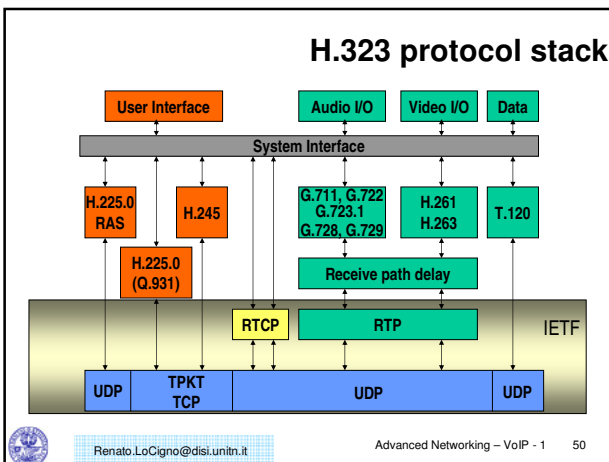 H.323 protocol stack
User Interface
Audio I/O
Video I/O
Data
System Interface
H.225.0
RAS
H.245
G.711, G.722
G.723.1
G.728, G.729
H.261
H.263
T.120
H.225.0
(Q.931)
Receive path delay
RTCP
RTP
IETF
UDP
TPKT
TCP
UDP
UDP
Renato.LoCigno@disi.unitn.it
Advanced Networking – VoIP - 1 50